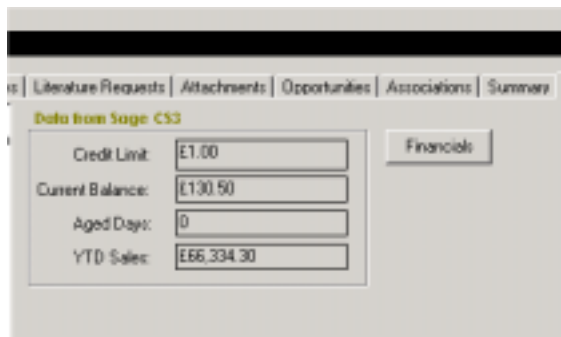 Literature Requests Attachments Opportunities Associations Summary
Data from Sage CS3
Credit Limit: £1.00 Financials
Current Balance: £130.50
Aged Days: 0
YTD Sales: £66,334.30